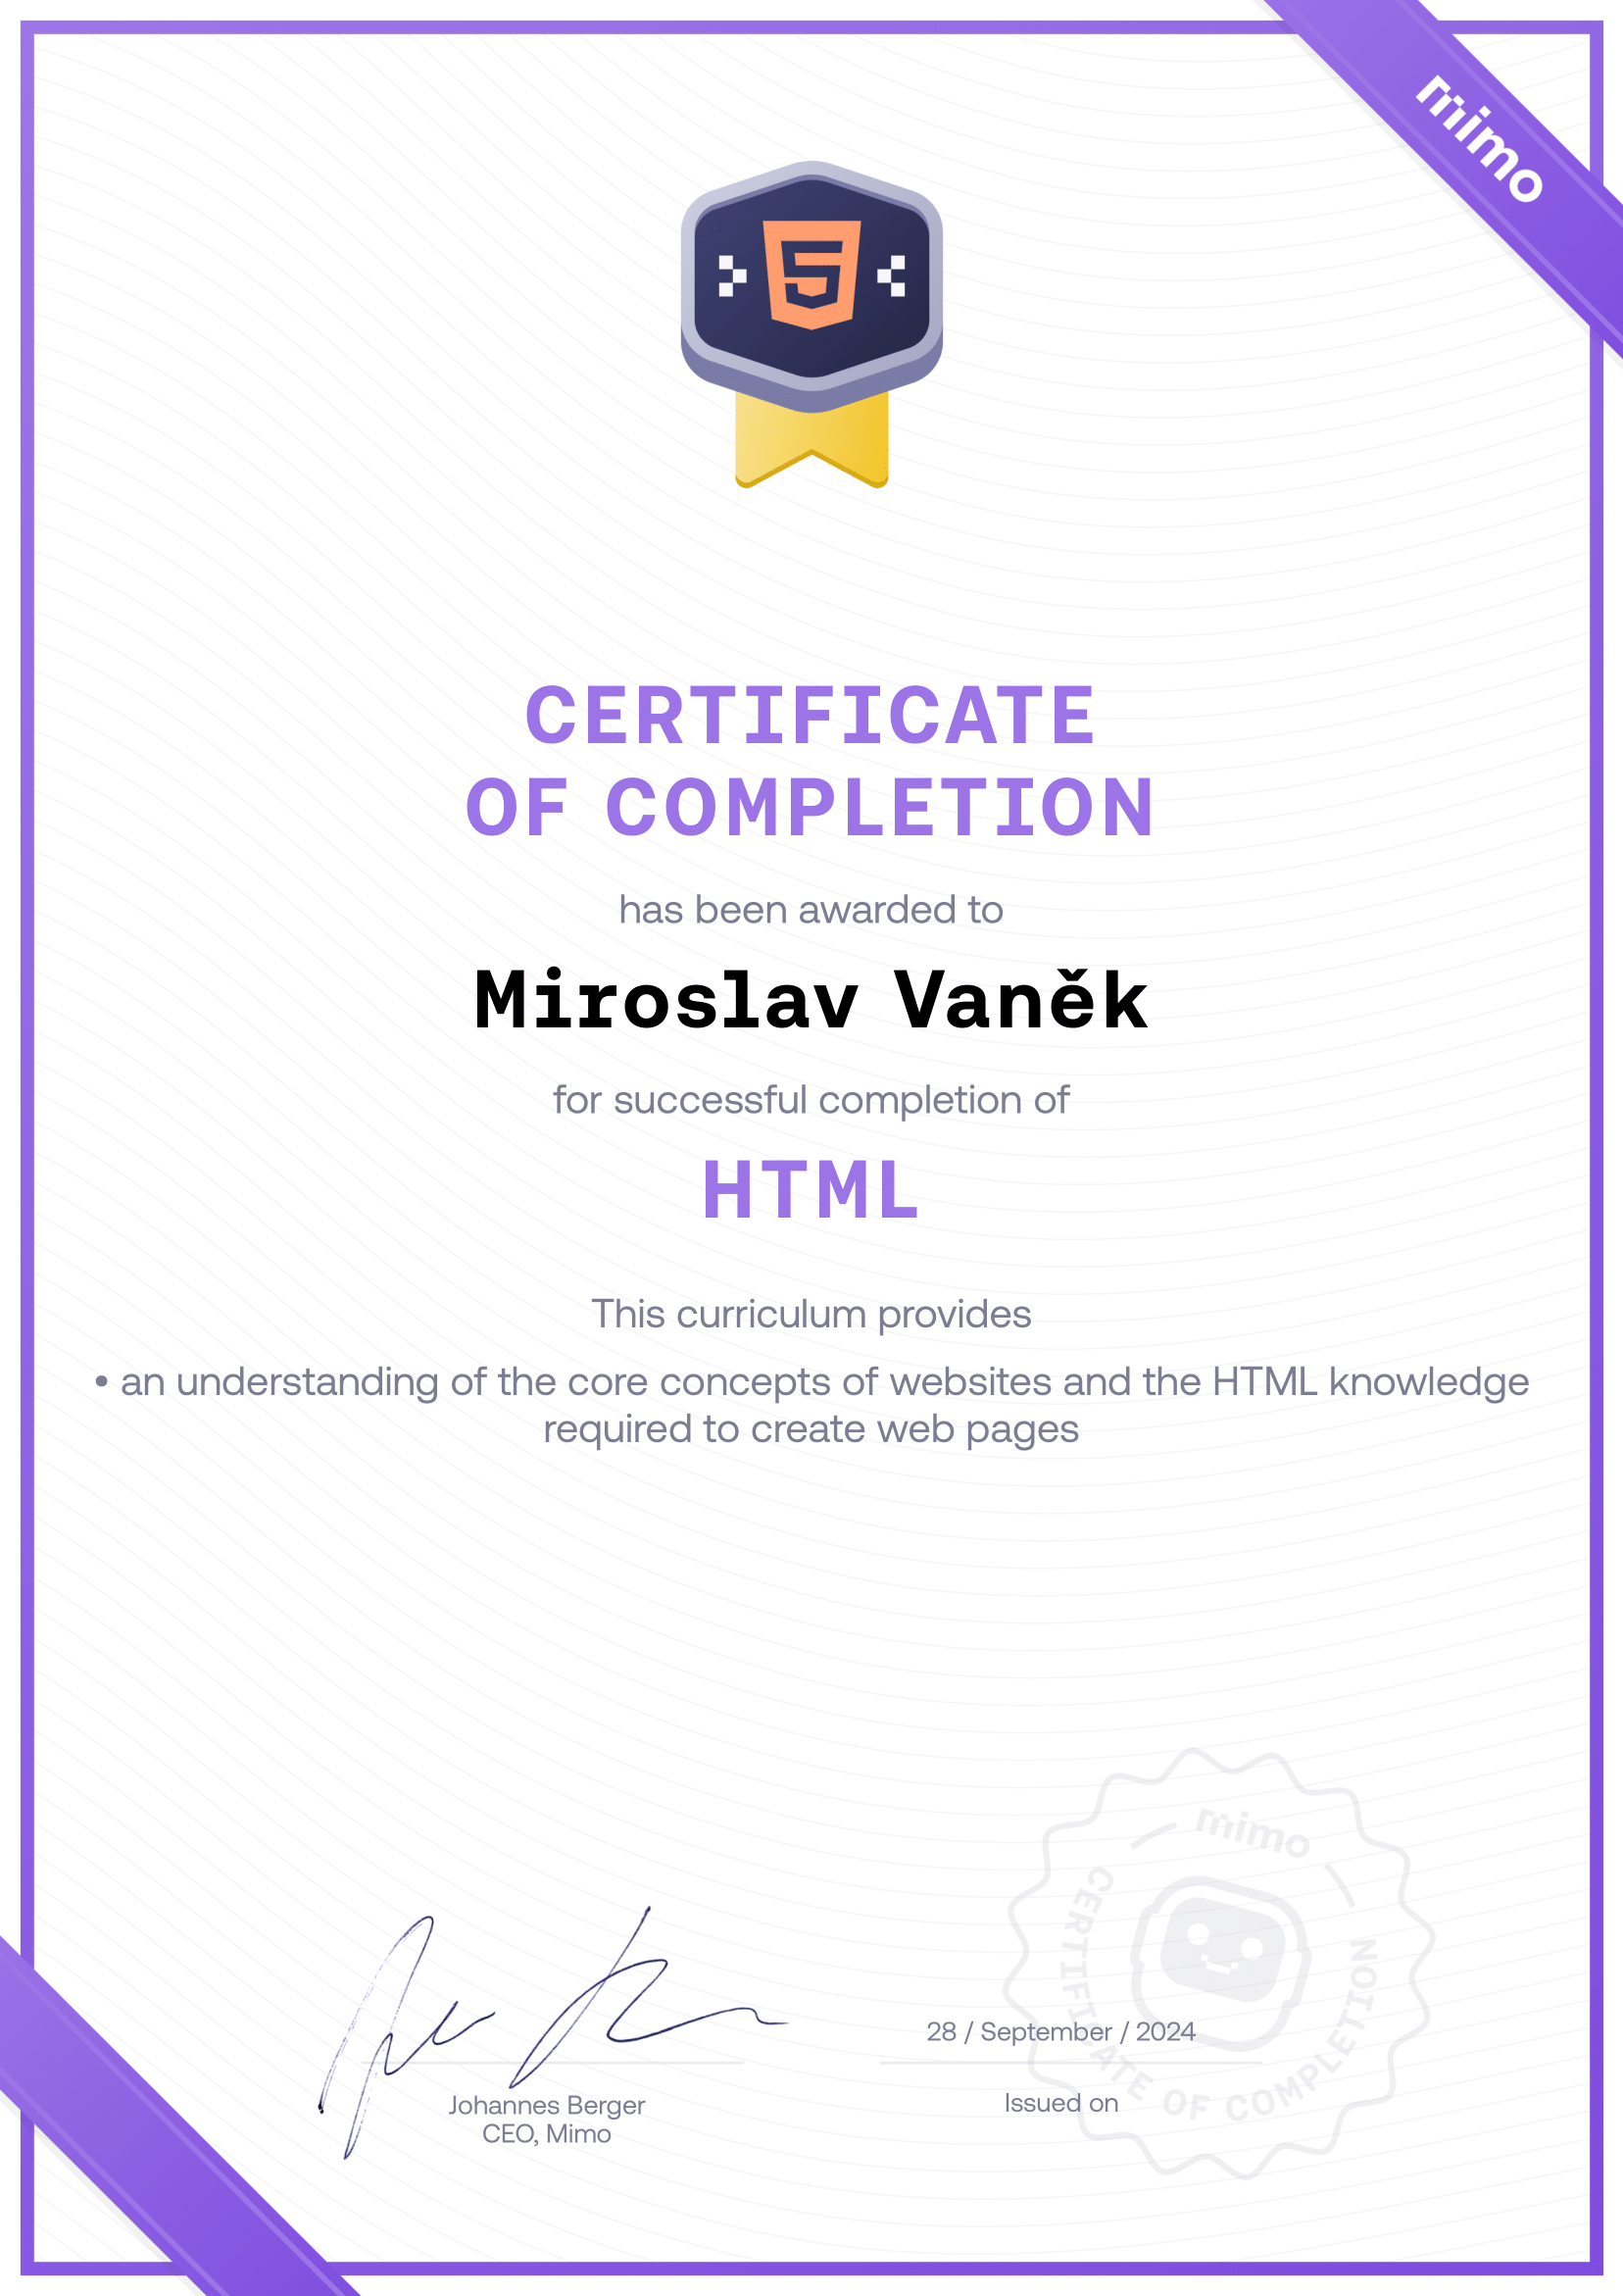 mimo
CERTIFICATE
OF COMPLETION
has been awarded to
Miroslav Vaněk
for successful completion of
HTML
This curriculum provides
• an understanding of the core concepts of websites and the HTML knowledge
required to create web pages
mimo
CERTIFICATE OF COMPLETION
28 / September / 2024
Johannes Berger
CEO, Mimo
Issued on